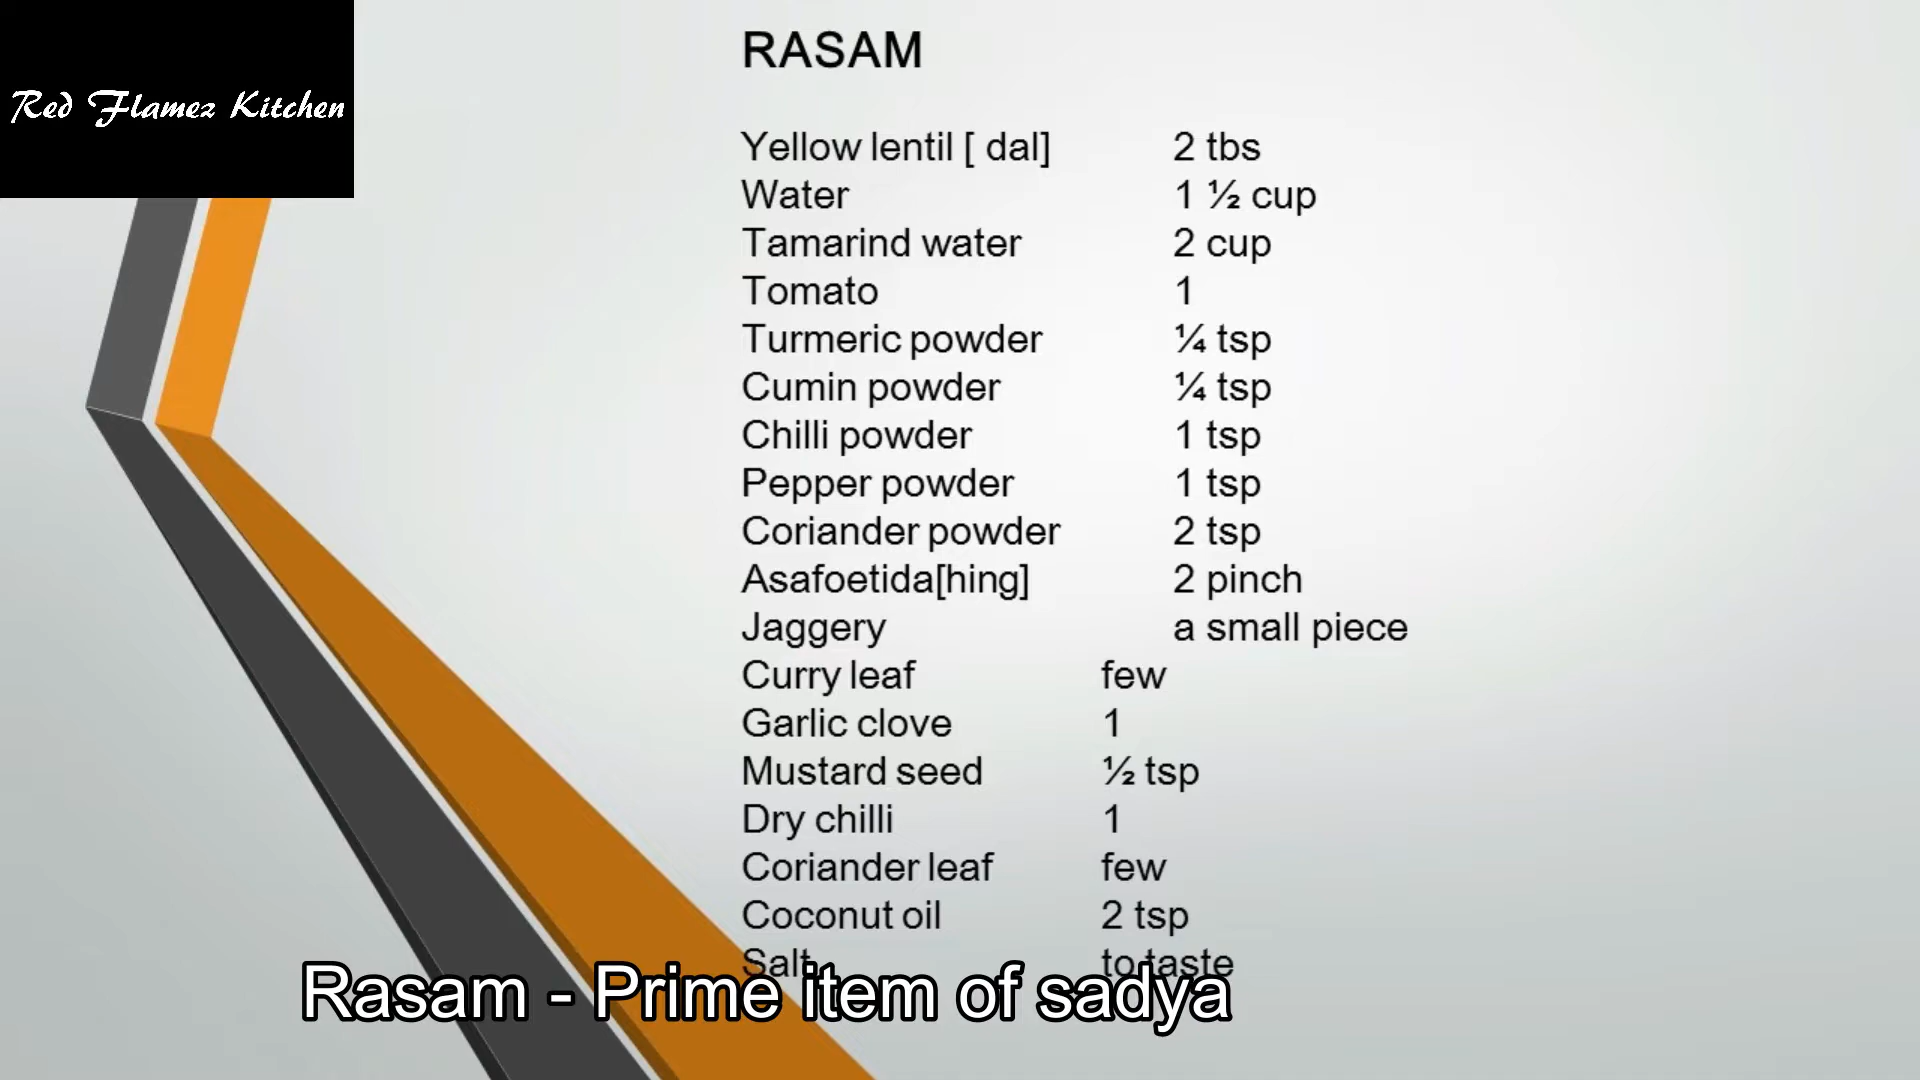 Red Flamez Kitchen
RASAM
Yellow lentil [ dal] 2 tbs
Water 1 ½ cup
Tamarind water 2 cup
Tomato 1
Turmeric powder ¼ tsp
Cumin powder ¼ tsp
Chilli powder 1 tsp
Pepper powder 1 tsp
Coriander powder 2 tsp
Asafoetida[hing] 2 pinch
Jaggery a small piece
Curry leaf few
Garlic clove 1
Mustard seed ½ tsp
Dry chilli 1
Coriander leaf few
Coconut oil 2 tsp
Salt to taste
Rasam - Prime item of sadya